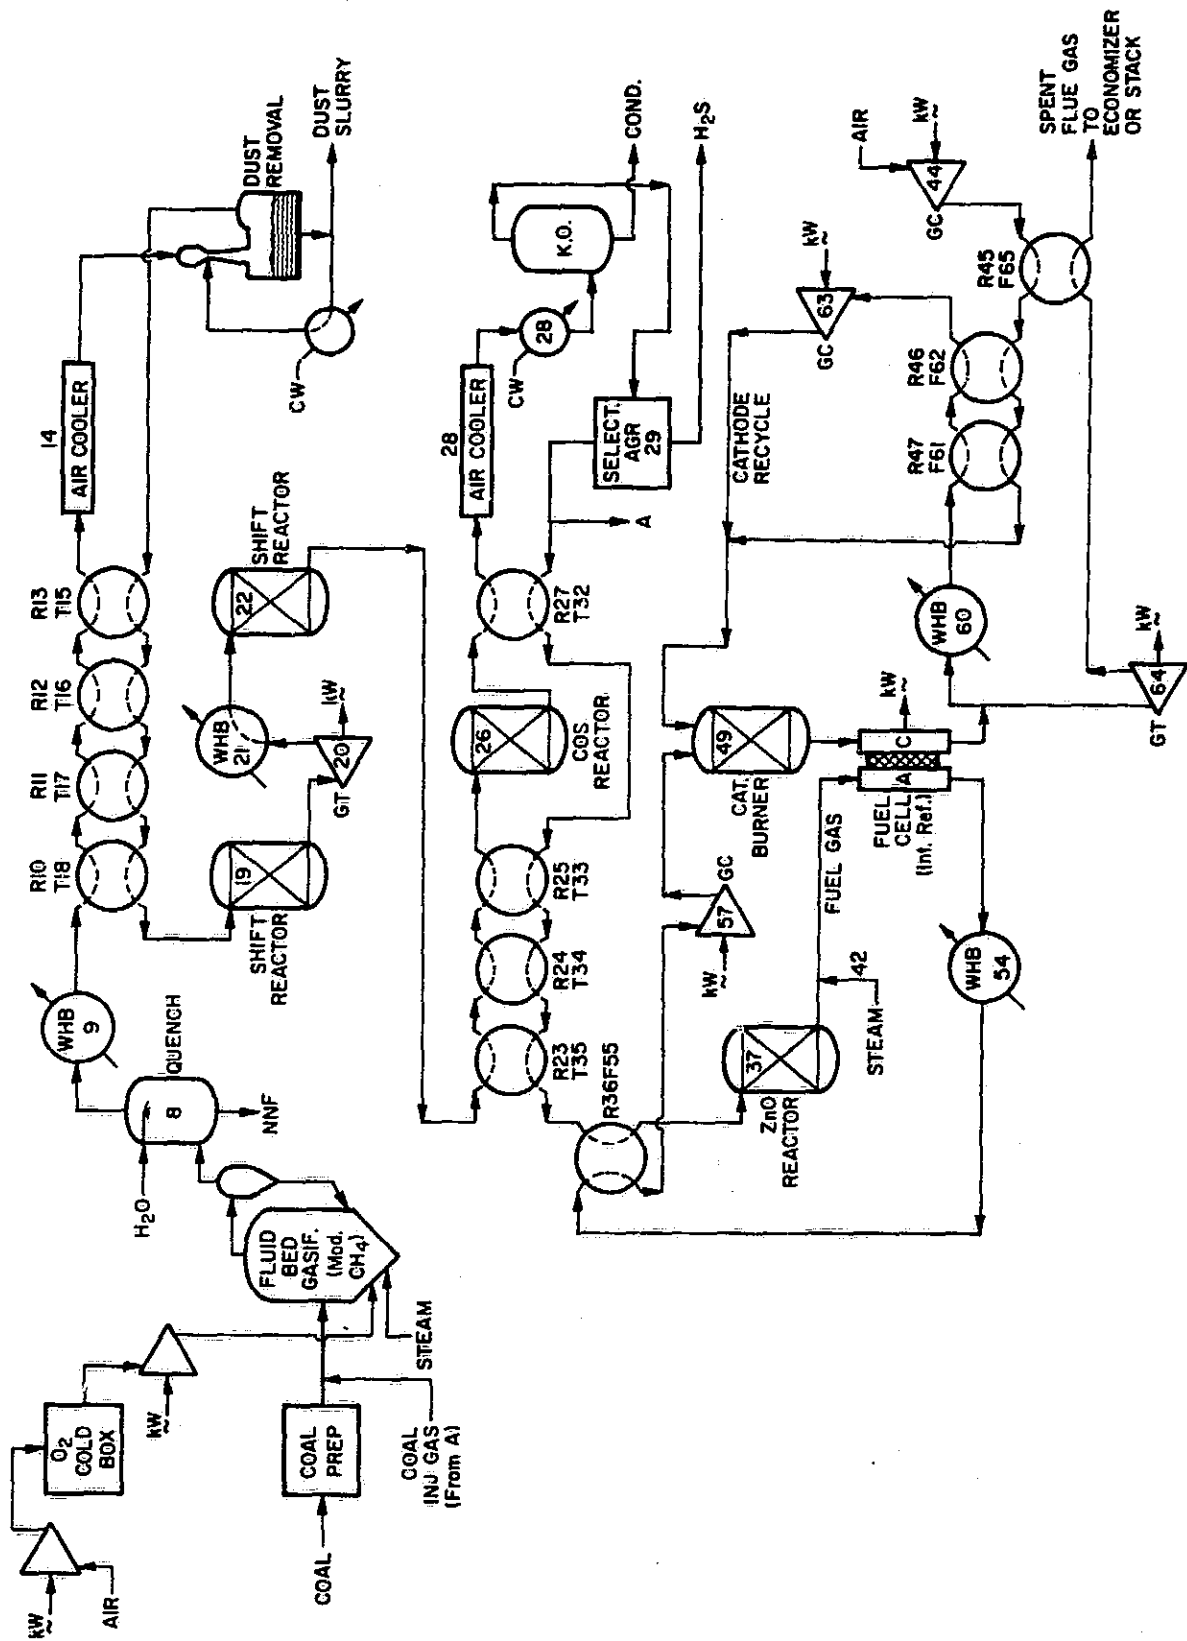 kW
~
AIR
O2
COLD
BOX
kW
~
COAL
COAL
PREP
COAL
INJ GAS
(From A)
STEAM
FLUID
BED
GASIF.
(Mod.
CH4)
H2O
QUENCH
8
NNF
WHB
9
R10
T18
R11
T17
R12
T16
R13
T15
14
AIR COOLER
DUST
REMOVAL
CW
DUST
SLURRY
SHIFT
REACTOR
19
GT
20
kW
~
WHB
21
22
SHIFT
REACTOR
R23
T35
R24
T34
R25
T33
26
COS
REACTOR
R27
T32
28
AIR COOLER
CW
28
K.O.
COND.
SELECT.
AGR
29
H2S
A
R36F55
ZnO
REACTOR
37
STEAM
42
FUEL GAS
kW
~
57
GC
CAT.
BURNER
49
CATHODE
RECYCLE
FUEL
CELL
(Int. Ref.)
A
C
kW
~
WHB
54
WHB
60
R47
F61
R46
F62
GC
63
kW
~
R45
F65
GC
44
kW
~
AIR
GT
64
kW
~
SPENT
FLUE GAS
TO
ECONOMIZER
OR STACK